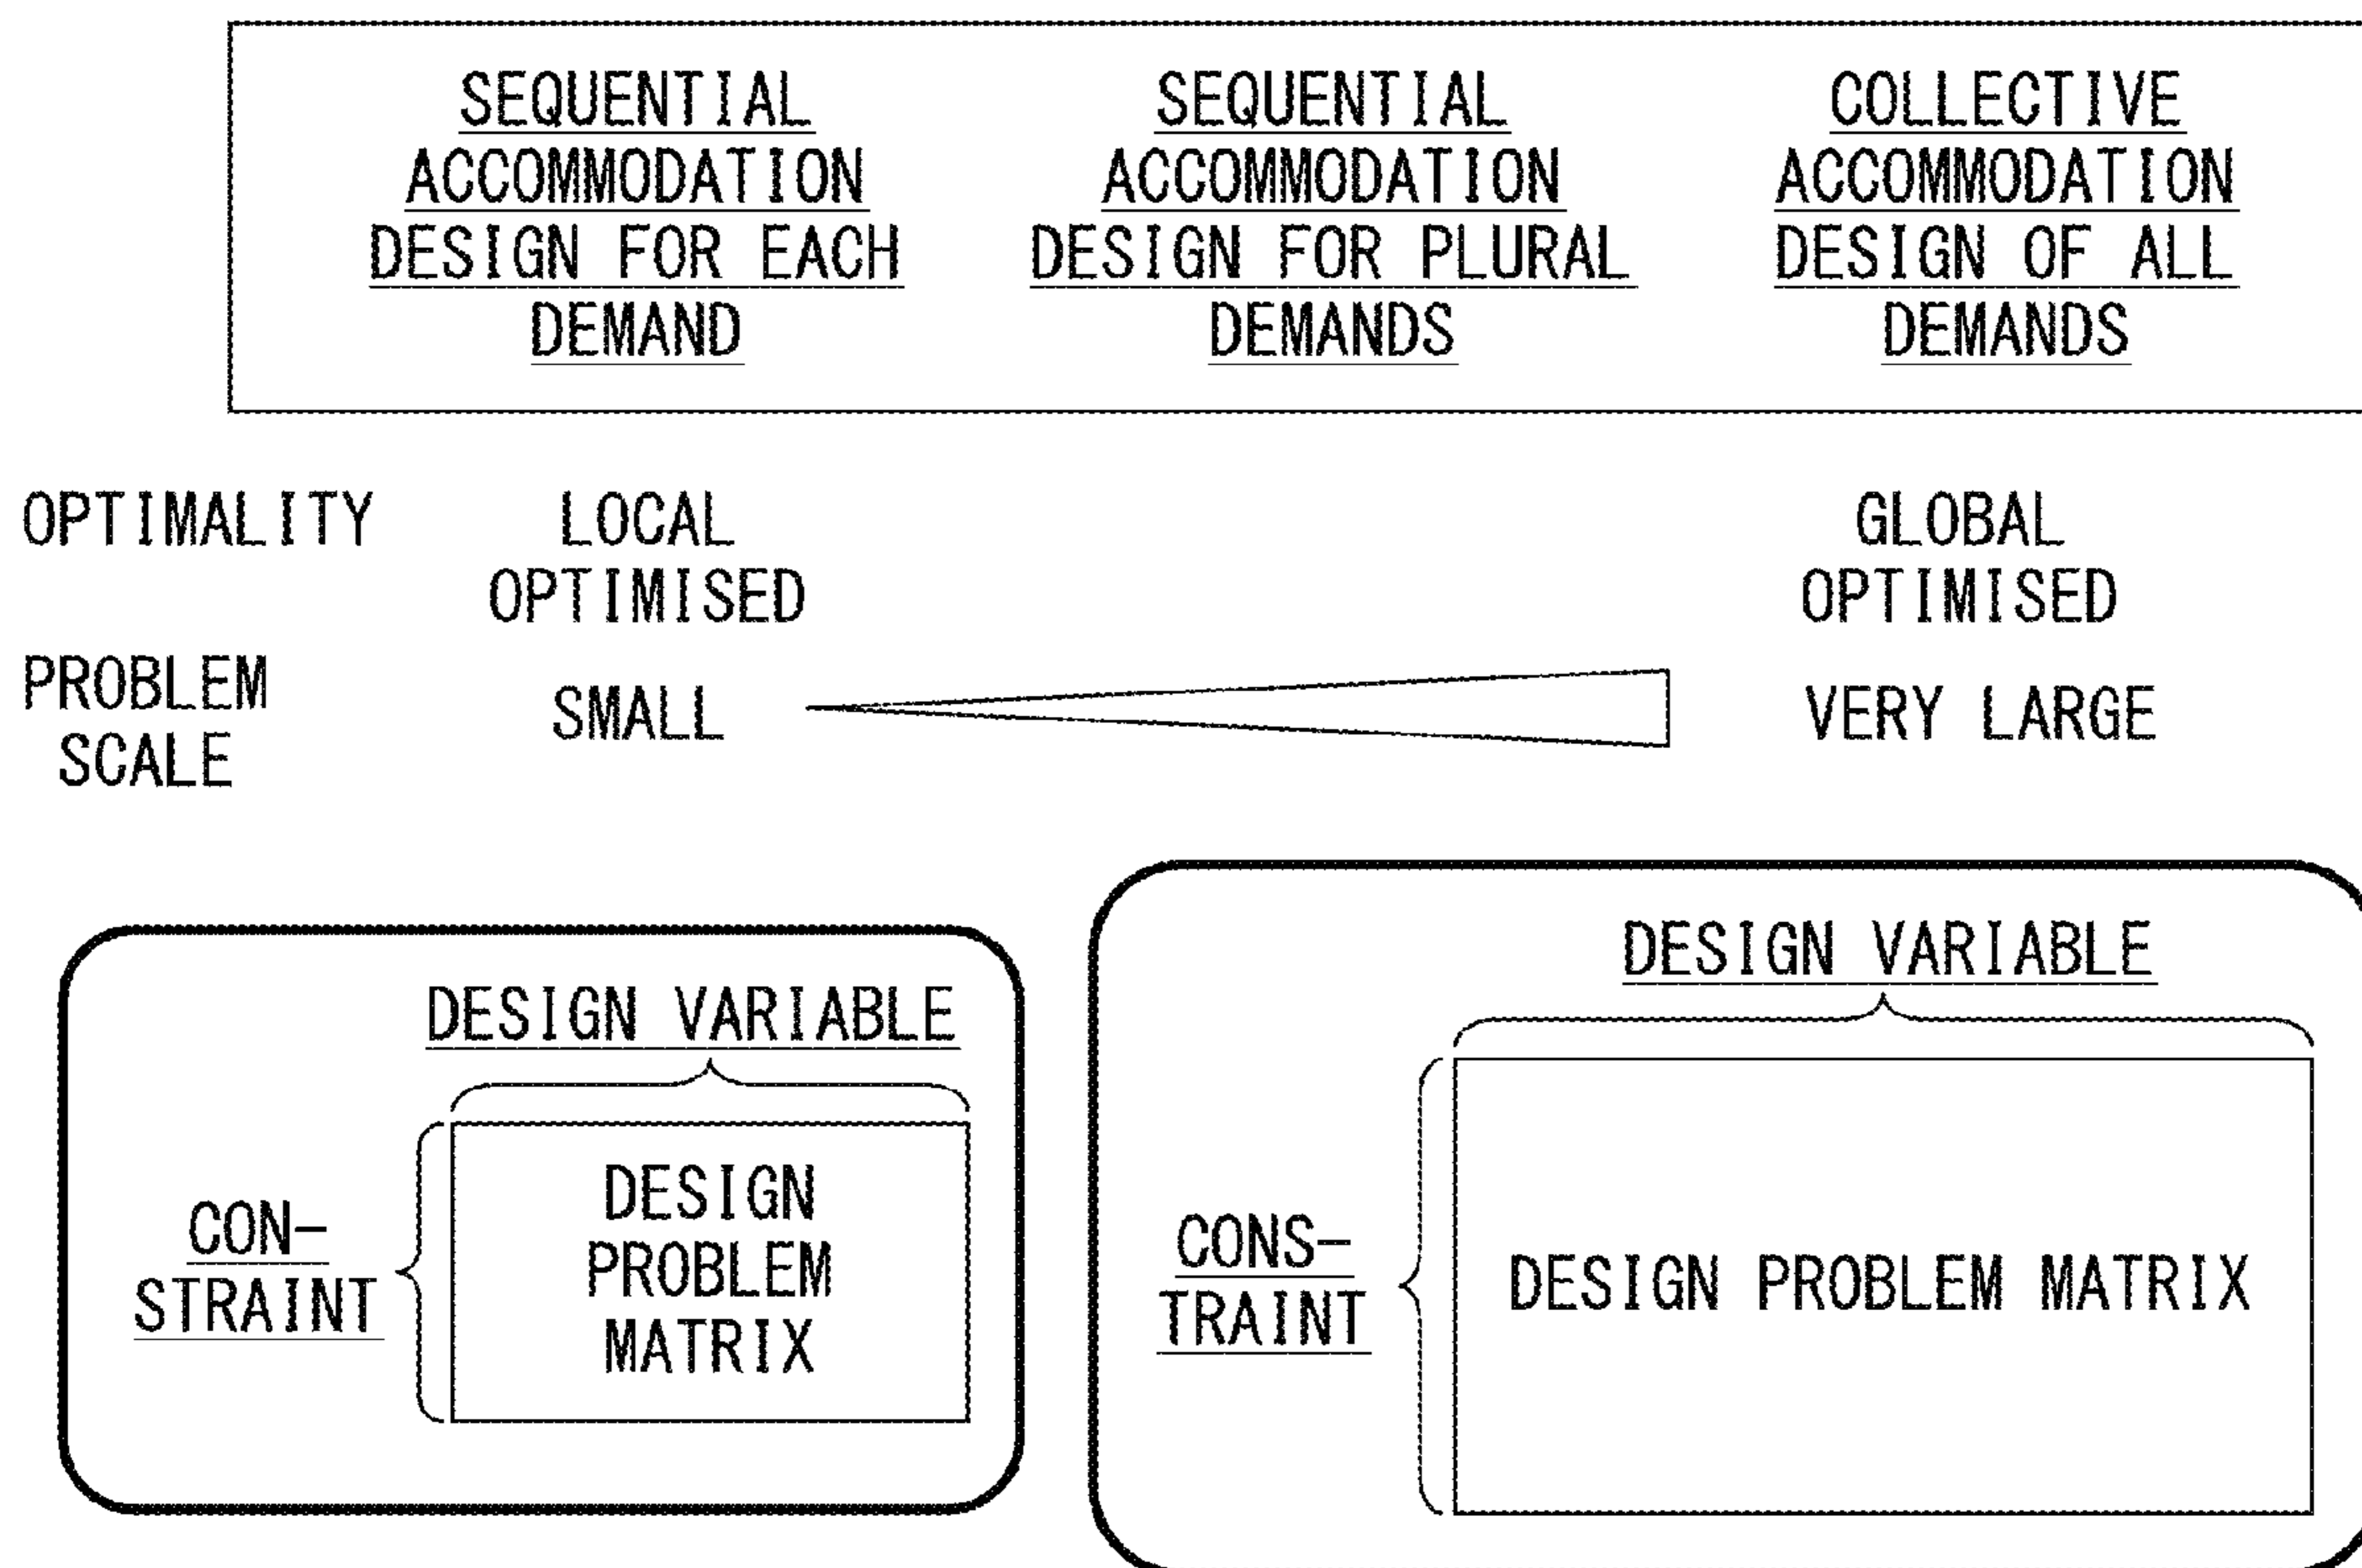 SEQUENTIAL
ACCOMMODATION
DESIGN FOR EACH
DEMAND
SEQUENTIAL
ACCOMMODATION
DESIGN FOR PLURAL
DEMANDS
COLLECTIVE
ACCOMMODATION
DESIGN OF ALL
DEMANDS
OPTIMALITY
LOCAL
OPTIMISED
GLOBAL
OPTIMISED
PROBLEM
SCALE
SMALL
VERY LARGE
DESIGN VARIABLE
CON-
STRAINT
DESIGN
PROBLEM
MATRIX
DESIGN VARIABLE
CONS-
TRAINT
DESIGN PROBLEM MATRIX